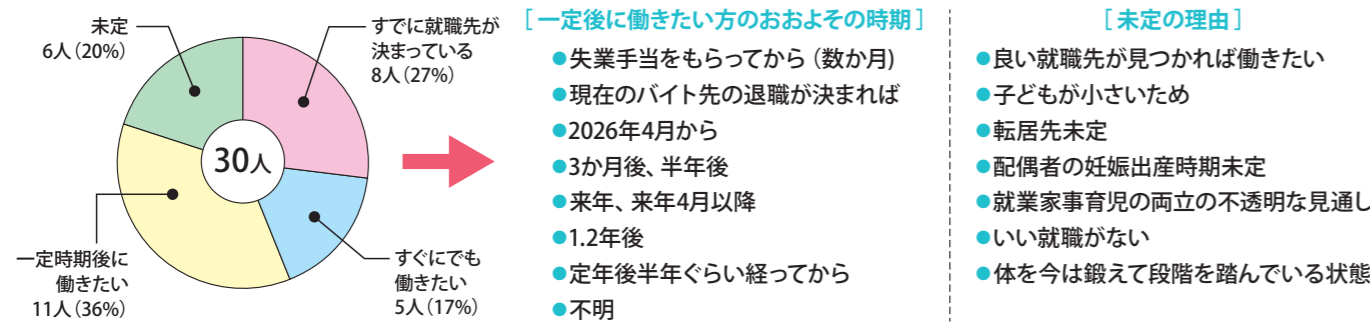 未定
6人（20%）
すでに就職先が
決まっている
8人（27%）
30人
一定時期後に
働きたい
11人（36%）
すぐにでも
働きたい
5人（17%）
［一定後に働きたい方のおおよその時期］
●失業手当をもらってから（数か月）
●現在のバイト先の退職が決まれば
●2026年4月から
●3か月後、半年後
●来年、来年4月以降
●1.2年後
●定年後半年ぐらい経ってから
●不明
［未定の理由］
●良い就職先が見つかれば働きたい
●子どもが小さいため
●転居先未定
●配偶者の妊娠出産時期未定
●就業家事育児の両立の不透明な見通し
●いい就職がない
●体を今は鍛えて段階を踏んでいる状態